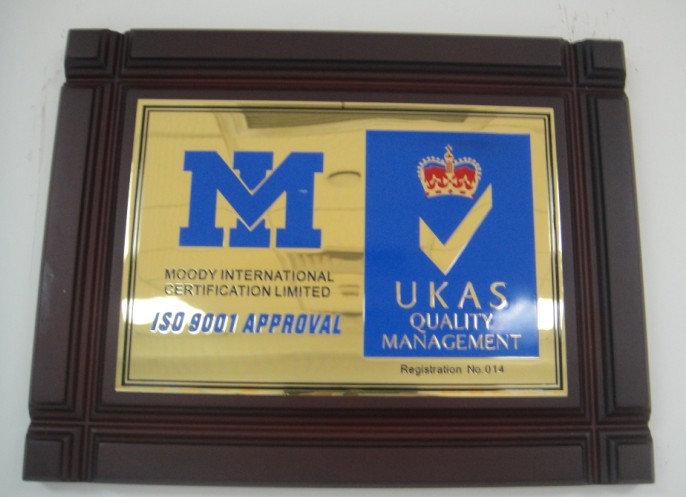 MOODY INTERNATIONAL
CERTIFICATION LIMITED
ISO 9001 APPROVAL
UKAS
QUALITY
MANAGEMENT
Registration No.014